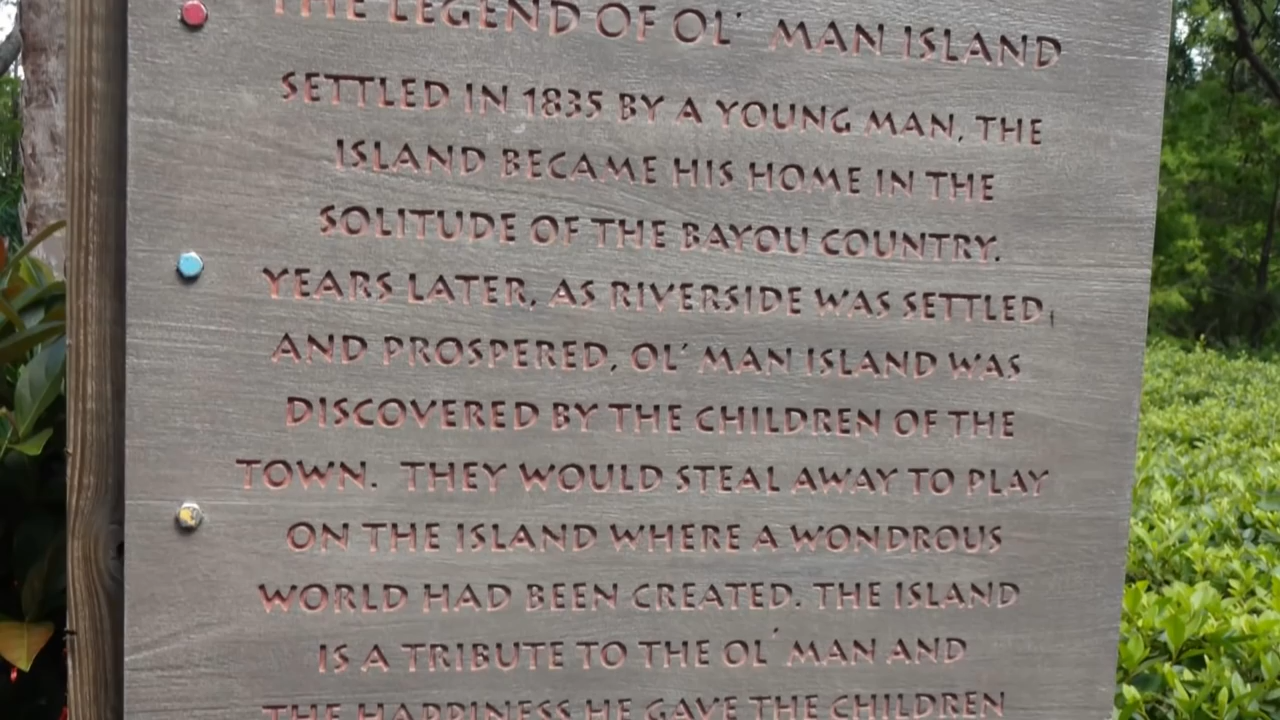 THE LEGEND OF OL' MAN ISLAND
SETTLED IN 1835 BY A YOUNG MAN, THE
ISLAND BECAME HIS HOME IN THE
SOLITUDE OF THE BAYOU COUNTRY.
YEARS LATER, AS RIVERSIDE WAS SETTLED
AND PROSPERED, OL' MAN ISLAND WAS
DISCOVERED BY THE CHILDREN OF THE
TOWN. THEY WOULD STEAL AWAY TO PLAY
ON THE ISLAND WHERE A WONDROUS
WORLD HAD BEEN CREATED. THE ISLAND
IS A TRIBUTE TO THE OL' MAN AND
THE HAPPINESS HE GAVE THE CHILDREN